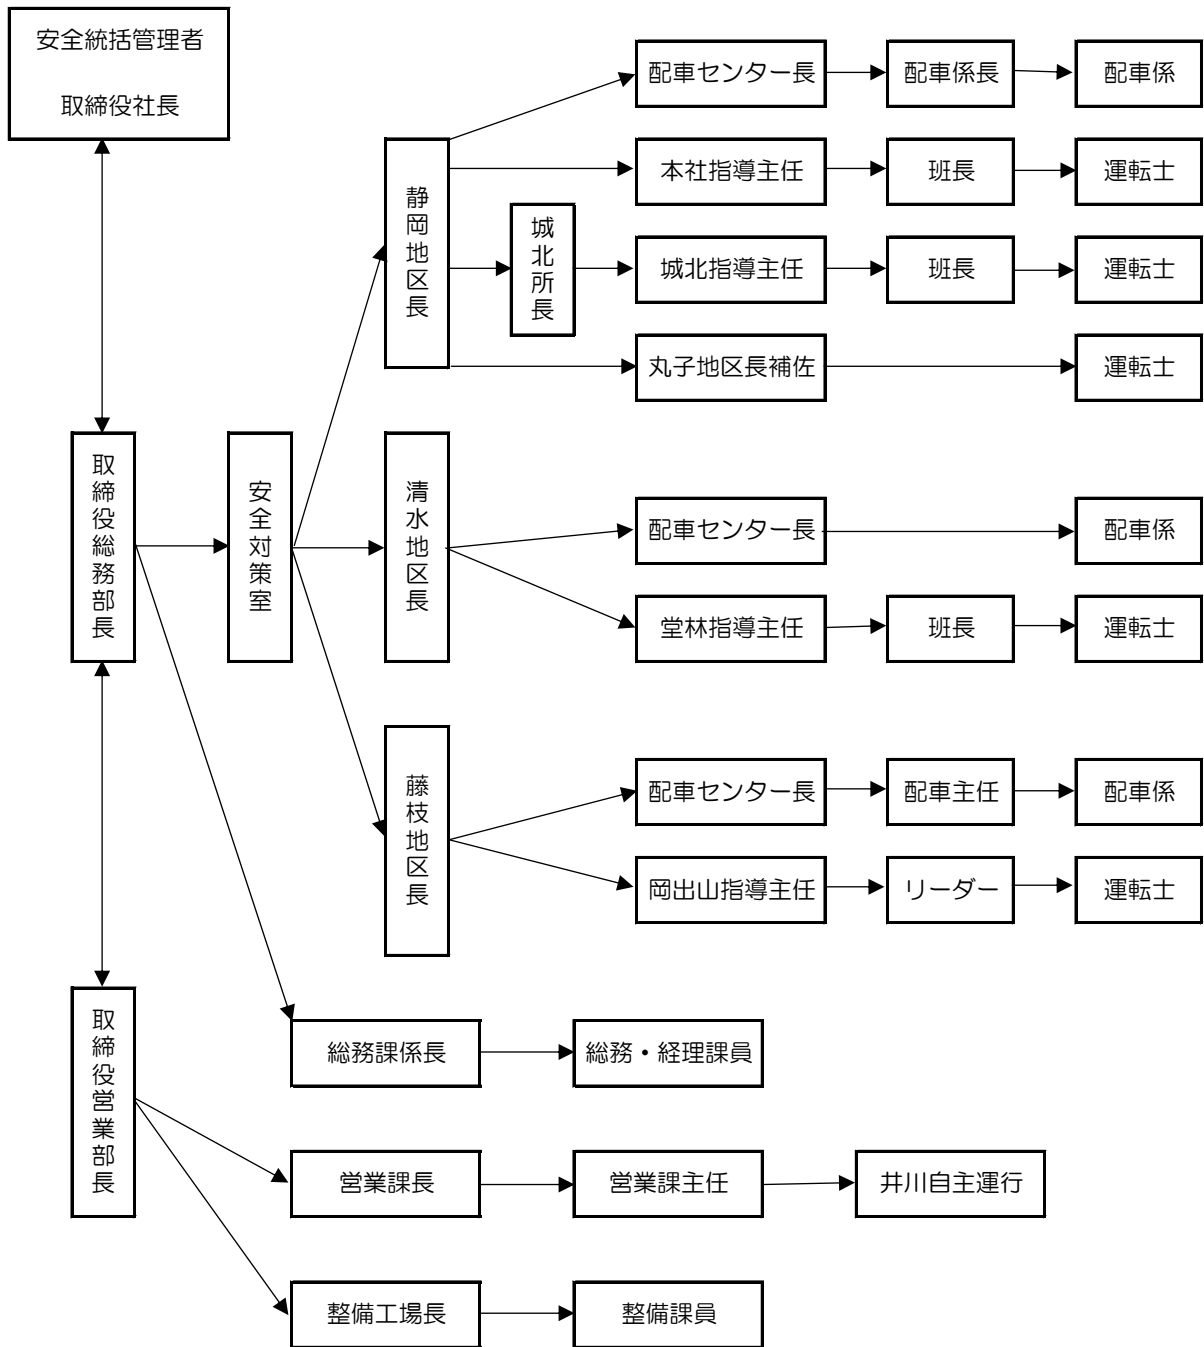 安全統括管理者
取締役社長
配車センター長
配車係長
配車係
静岡地区長
本社指導主任
班長
運転士
城北所長
城北指導主任
班長
運転士
丸子地区長補佐
運転士
取締役総務部長
安全対策室
清水地区長
配車センター長
配車係
堂林指導主任
班長
運転士
藤枝地区長
配車センター長
配車主任
配車係
岡出山指導主任
リーダー
運転士
取締役営業部長
総務課係長
総務・経理課員
営業課長
営業課主任
井川自主運行
整備工場長
整備課員